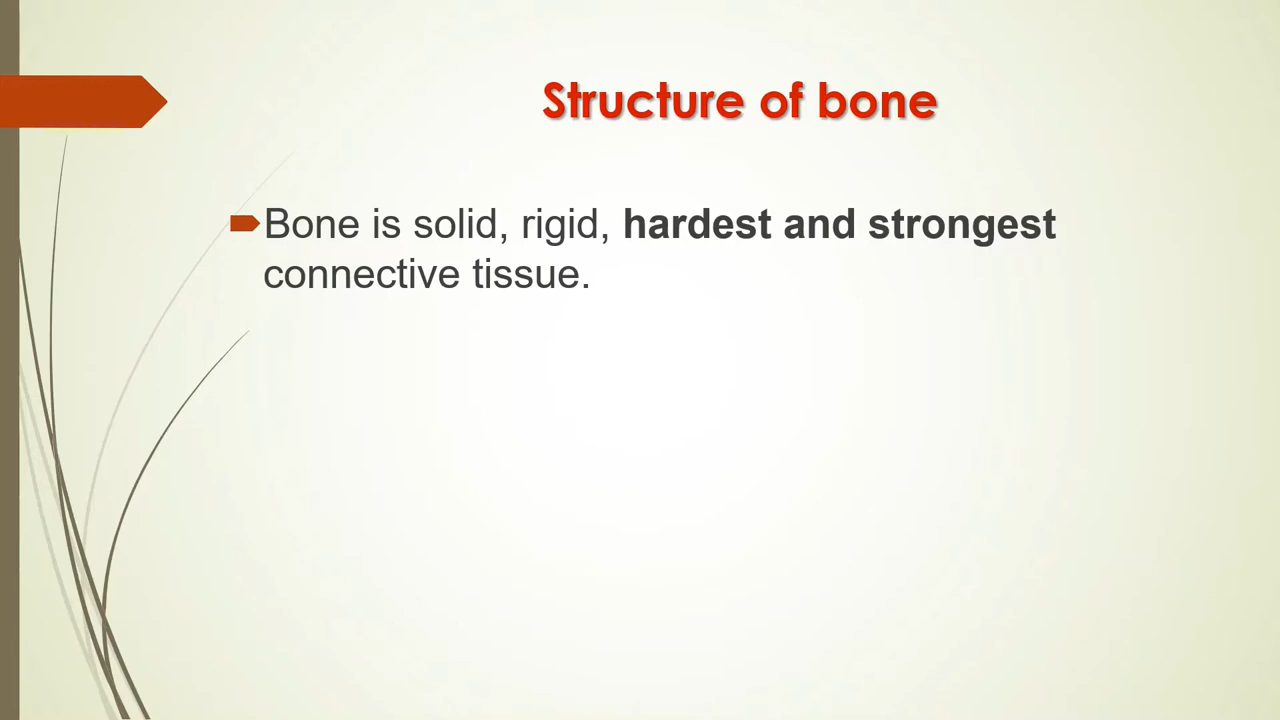 Structure of bone
Bone is solid, rigid, hardest and strongest
connective tissue.